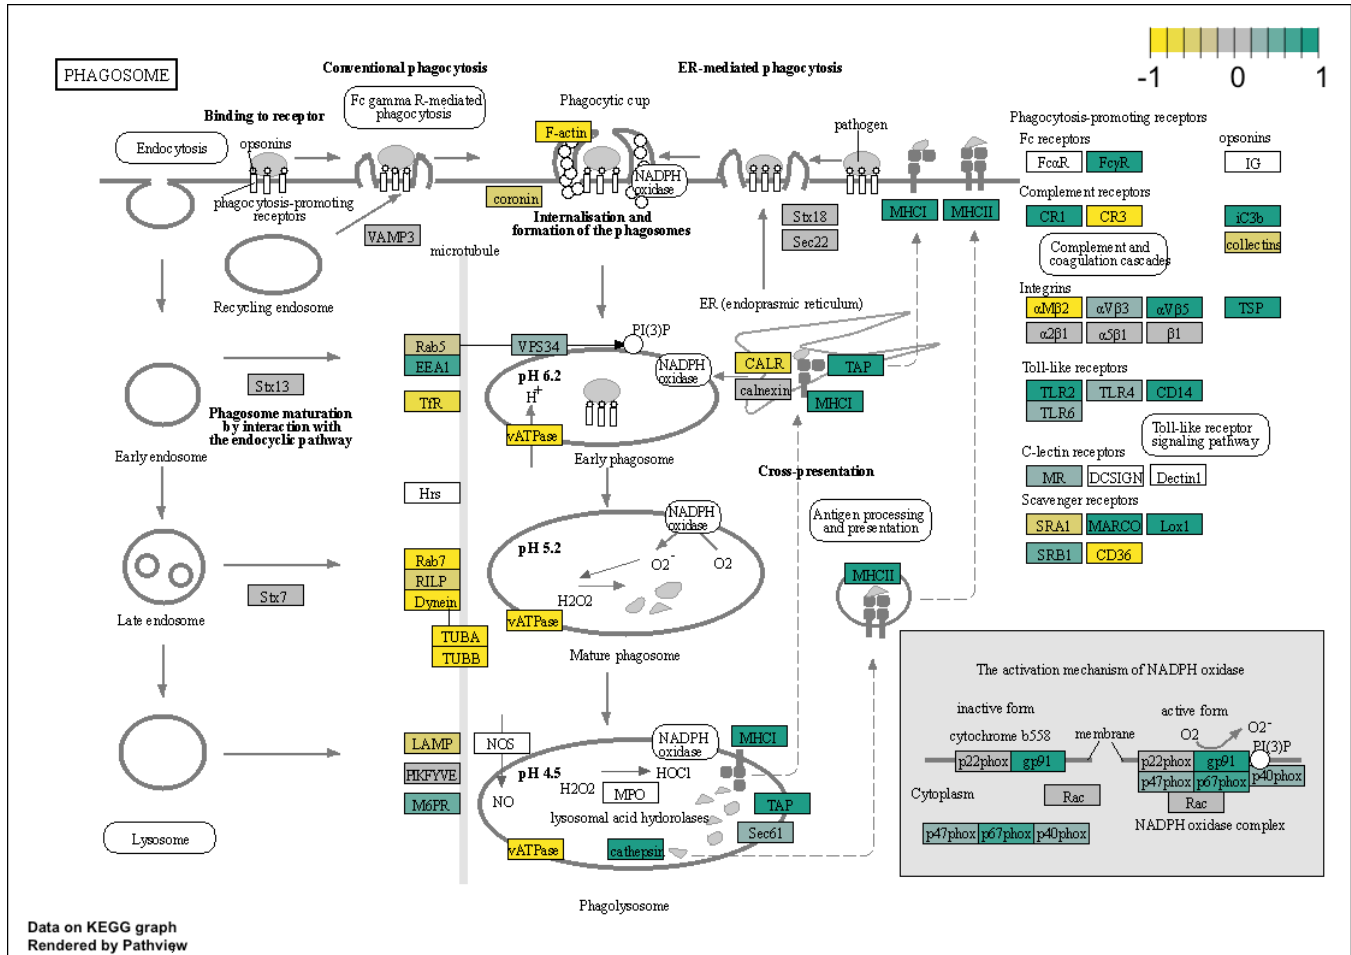 PHAGOSOME
-1
0
1
Conventional phagocytosis
ER-mediated phagocytosis
Fc gamma R-mediated
phagocytosis
Phagocytic cup
Binding to receptor
Endocytosis
opsonins
F-actin
pathogen
NADPH
oxidase
phagocytosis-promoting
receptors
coronin
Internalisation and
formation of the phagosomes
VAMP3
microtubule
Stx18
Sec22
MHCI
MHCII
Recycling endosome
ER (endoprasmic reticulum)
Phagocytosis-promoting receptors
Fc receptors
opsonins
FcαR
FcγR
IG
Complement receptors
CR1
CR3
iC3b
collectins
Complement and
coagulation cascades
Integrins
αMβ2
αVβ3
αVβ5
TSP
α2β1
α5β1
β1
Toll-like receptors
TLR2
TLR4
CD14
TLR6
Toll-like receptor
signaling pathway
C-lectin receptors
MR
DCSIGN
Dectin1
Scavenger receptors
SRA1
MARCO
Lox1
SRB1
CD36
Rab5
EEA1
VPS34
PI(3)P
NADPH
oxidase
CALR
calnexin
TAP
MHCI
Stx13
TfR
pH 6.2
H+
vATPase
Phagosome maturation
by interaction with
the endocyclic pathway
Early endosome
Early phagosome
Cross-presentation
Hrs
NADPH
oxidase
pH 5.2
O2-
O2
H2O2
vATPase
Antigen processing
and presentation
MHCII
Rab7
RILP
Dynein
TUBA
TUBB
Stx7
Late endosome
Mature phagosome
LAMP
PIKFYVE
M6PR
NOS
NO
NADPH
oxidase
MHCI
pH 4.5
H2O2
HOCl
MPO
lysosomal acid hydorolases
TAP
Sec61
vATPase
cathepsin
Lysosome
Phagolysosome
The activation mechanism of NADPH oxidase
inactive form
active form
cytochrome b558
membrane
O2
O2-
PI(3)P
p22phox
gp91
p22phox
gp91
p47phox
p67phox
p40phox
Cytoplasm
Rac
Rac
p47phox
p67phox
p40phox
NADPH oxidase complex
Data on KEGG graph
Rendered by Pathview